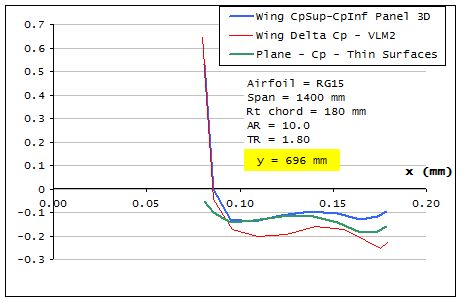 Wing CpSup-CpInf Panel 3D
Wing Delta Cp - VLM2
Plane - Cp - Thin Surfaces
Airfoil = RG15
Span = 1400 mm
Rt chord = 180 mm
AR = 10.0
TR = 1.80
y = 696 mm
x (mm)
0.7
0.6
0.5
0.4
0.3
0.2
0.1
0
-0.1
-0.2
-0.3
0.00
0.05
0.10
0.15
0.20